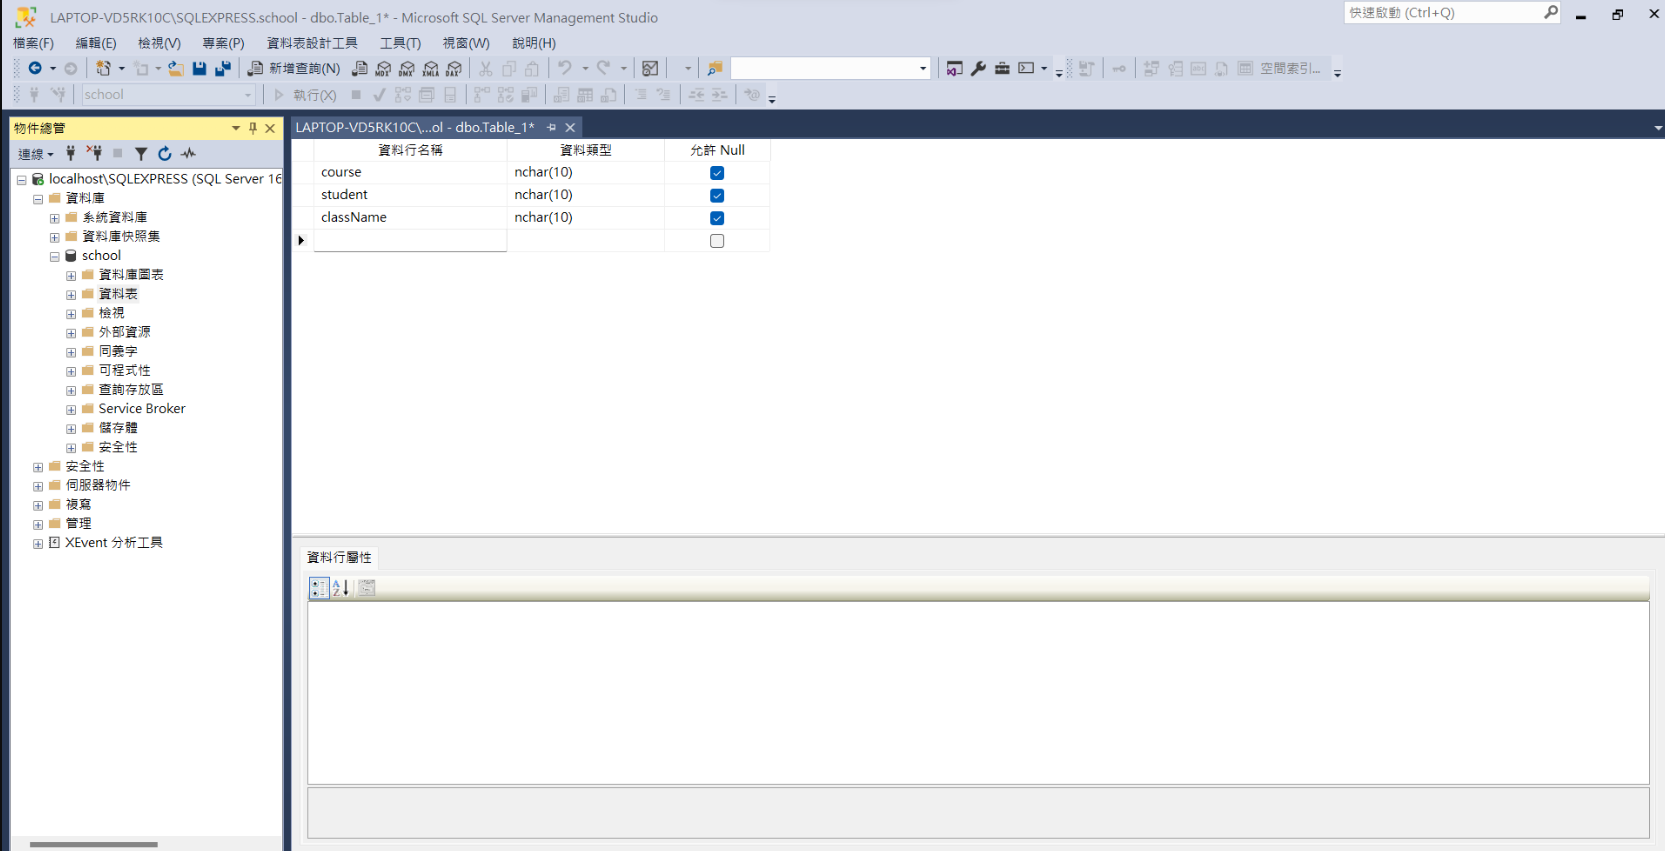 LAPTOP-VD5RK10C\SQLEXPRESS.school - dbo.Table_1* - Microsoft SQL Server Management Studio
快速啟動 (Ctrl+Q)
檔案(F) 編輯(E) 檢視(V) 專案(P) 資料表設計工具 工具(T) 視窗(W) 說明(H)
新增查詢(N) MDX DMX XMLA DAX 空間索引...
school 執行(X)
物件總管
連線
localhost\SQLEXPRESS (SQL Server 16
資料庫
系統資料庫
資料庫快照集
school
資料庫圖表
資料表
檢視
外部資源
同義字
可程式性
查詢存放區
Service Broker
儲存體
安全性
安全性
伺服器物件
複寫
管理
XEvent 分析工具
LAPTOP-VD5RK10C\...ol - dbo.Table_1*
資料行名稱 資料類型 允許 Null
course nchar(10)
student nchar(10)
className nchar(10)
資料行屬性